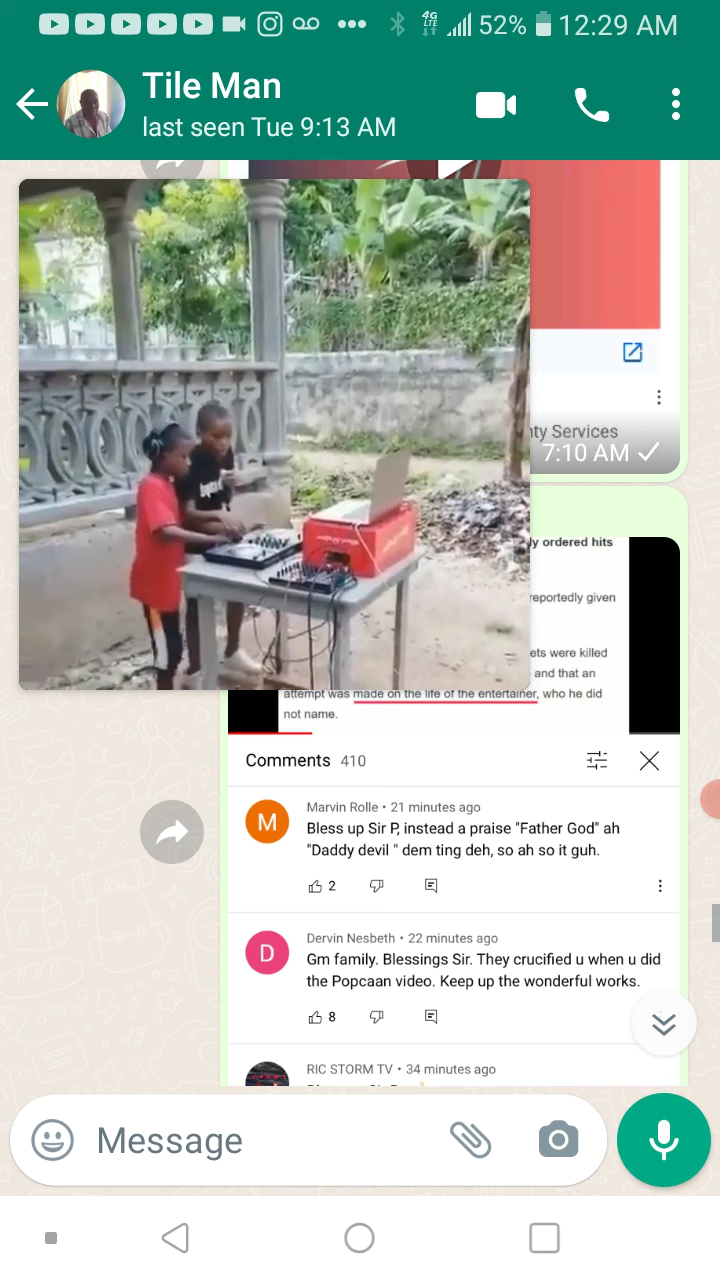 4G
LTE
52%
12:29 AM
Tile Man
last seen Tue 9:13 AM
nty Services
7:10 AM
ly ordered hits
reportedly given
ets were killed
and that an
attempt was made on the life of the entertainer, who he did
not name.
Comments 410
M
Marvin Rolle • 21 minutes ago
Bless up Sir P, instead a praise "Father God" ah
"Daddy devil " dem ting deh, so ah so it guh.
2
D
Dervin Nesbeth • 22 minutes ago
Gm family. Blessings Sir. They crucified u when u did
the Popcaan video. Keep up the wonderful works.
8
RIC STORM TV • 34 minutes ago
Message